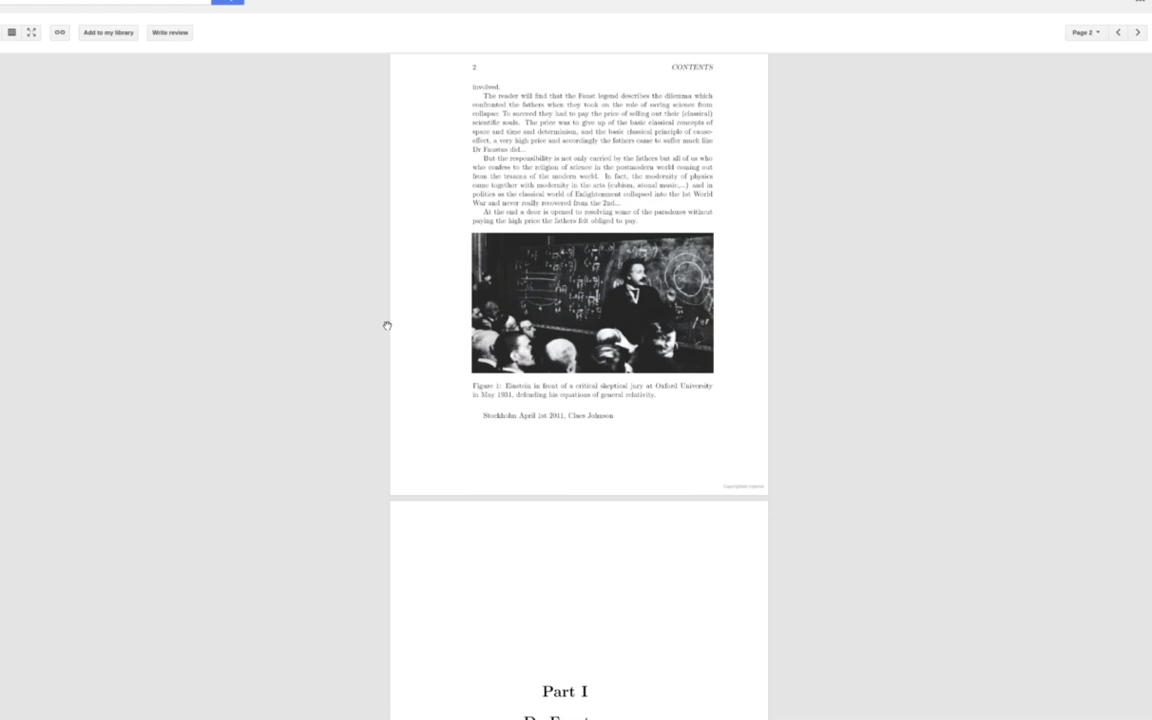 Add to my library
Write review
Page 2
2 CONTENTS
involved.
The reader will find that the Faust legend describes the dilemma which
confronted the fathers when they took on the role of saving science from
collapse. To succeed they had to pay the price of selling out their (classical)
scientific souls. The price was to give up of the basic classical concepts of
space and time and determinism, and the basic classical principle of cause-
effect, a very high price and accordingly the fathers came to suffer much like
Dr Faustus did...
But the responsibility is not only carried by the fathers but all of us who
who confess to the religion of science in the postmodern world coming out
from the trauma of the modern world. In fact, the modernity of physics
came together with modernity in the arts (cubism, atonal music,...) and in
politics as the classical world of Enlightenment collapsed into the 1st World
War and never really recovered from the 2nd...
At the end a door is opened to resolving some of the paradoxes without
paying the high price the fathers felt obliged to pay.
Figure 1: Einstein in front of a critical skeptical jury at Oxford University
in May 1931, defending his equations of general relativity.
Stockholm April 1st 2011, Claes Johnson
Copyrighted material
Part I